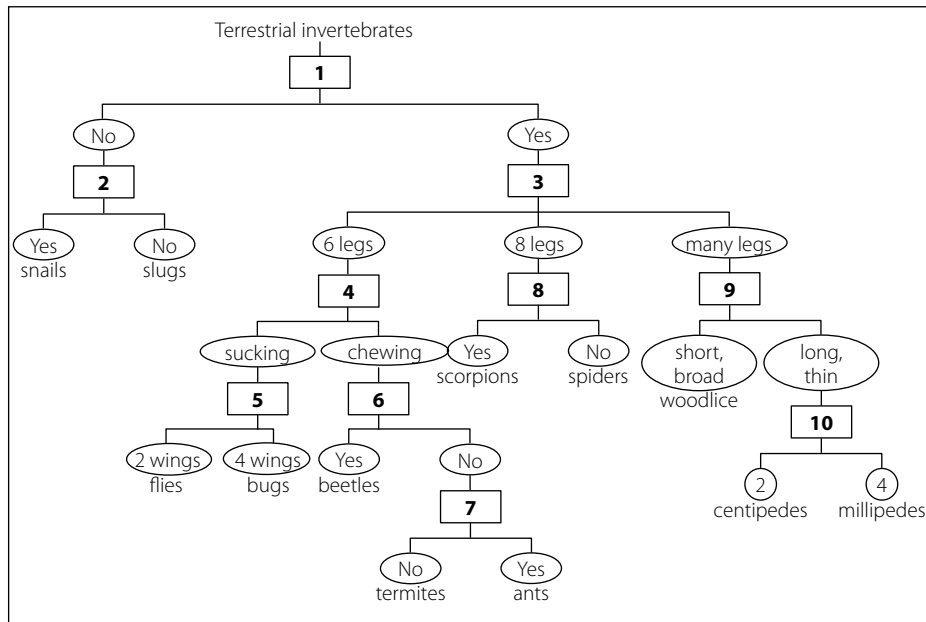 Terrestrial invertebrates
1
No
Yes
2
3
Yes
No
6 legs
8 legs
many legs
snails
slugs
4
8
9
sucking
chewing
Yes
No
short,
broad
long,
thin
scorpions
spiders
woodlice
5
6
10
2 wings
4 wings
Yes
No
flies
bugs
beetles
2
4
7
centipedes
millipedes
No
Yes
termites
ants